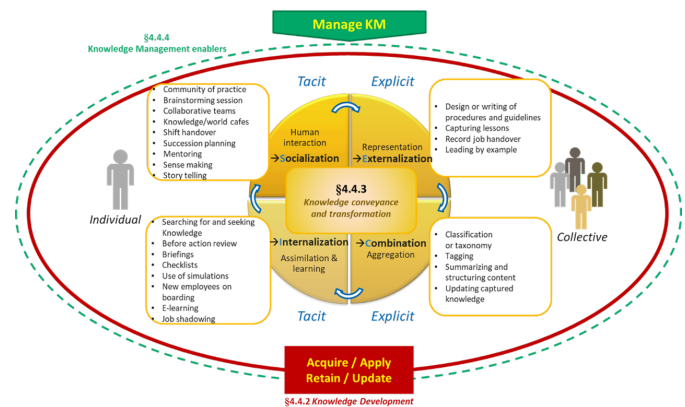 Manage KM
§4.4.4
Knowledge Management enablers
Tacit
Explicit
• Community of practice
• Brainstorming session
• Collaborative teams
• Knowledge/world cafes
• Shift handover
• Succession planning
• Mentoring
• Sense making
• Story telling
Human
interaction
→Socialization
Representation
→Externalization
• Design or writing of
procedures and guidelines
• Capturing lessons
• Record job handover
• Leading by example
§4.4.3
Knowledge conveyance
and transformation
Individual
Collective
• Searching for and seeking
Knowledge
• Before action review
• Briefings
• Checklists
• Use of simulations
• New employees on
boarding
• E-learning
• Job shadowing
→Internalization
Assimilation &
learning
→Combination
Aggregation
• Classification
or taxonomy
• Tagging
• Summarizing and
structuring content
• Updating captured
knowledge
Tacit
Explicit
Acquire / Apply
Retain / Update
§4.4.2 Knowledge Development